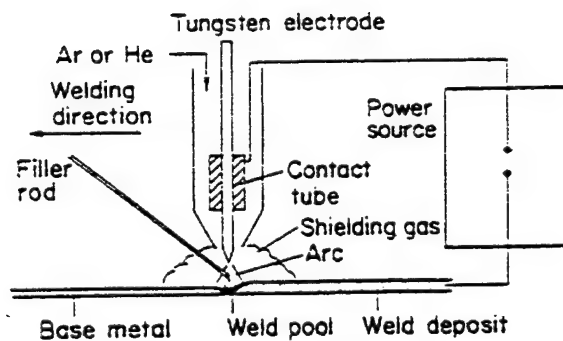 Tungsten electrode
Ar or He
Welding
direction
Power
source
Filler
rod
Contact
tube
Shielding gas
Arc
Base metal
Weld pool
Weld deposit